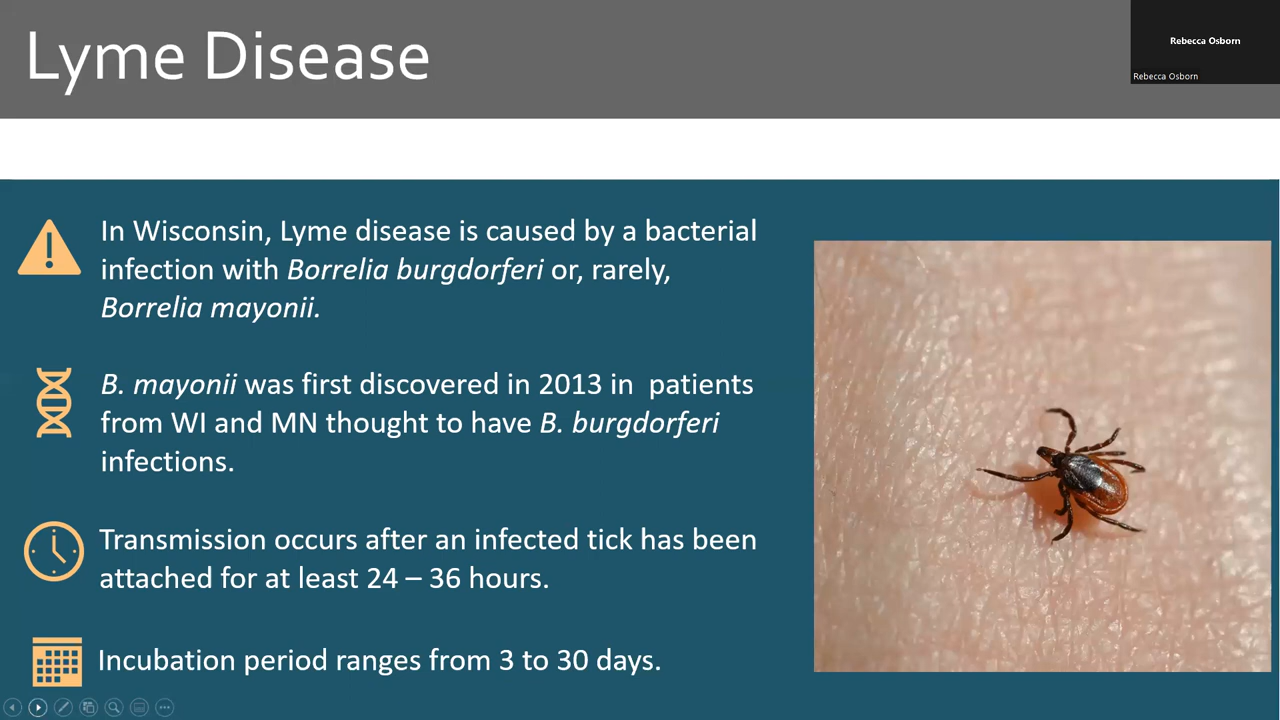 Lyme Disease
Rebecca Osborn
Rebecca Osborn
In Wisconsin, Lyme disease is caused by a bacterial
infection with Borrelia burgdorferi or, rarely,
Borrelia mayonii.
B. mayonii was first discovered in 2013 in  patients
from WI and MN thought to have B. burgdorferi
infections.
Transmission occurs after an infected tick has been
attached for at least 24 – 36 hours.
Incubation period ranges from 3 to 30 days.